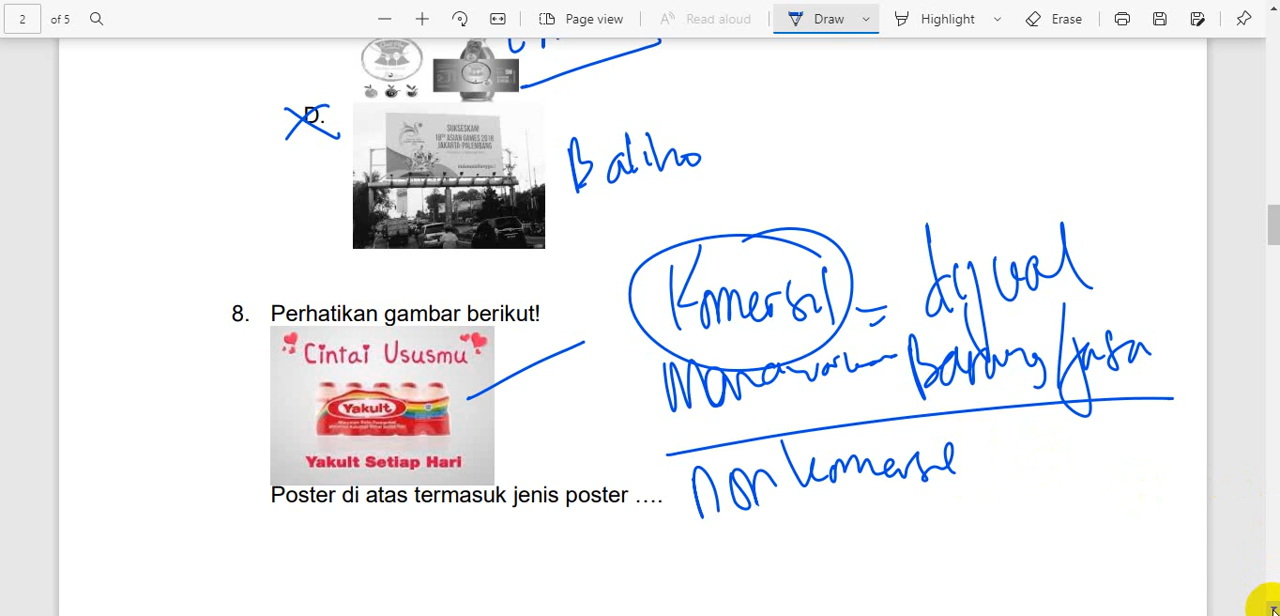 2 of 5 Page view Read aloud Draw Highlight Erase
D.
SUKSESKAN
18TH ASIAN GAMES 2018
JAKARTA-PALEMBANG
Baliho
Komersil = dijual
Menawarkan Barang/Jasa
non komersil
8. Perhatikan gambar berikut!
Cintai Ususmu
Yakult
Yakult Setiap Hari
Poster di atas termasuk jenis poster ....